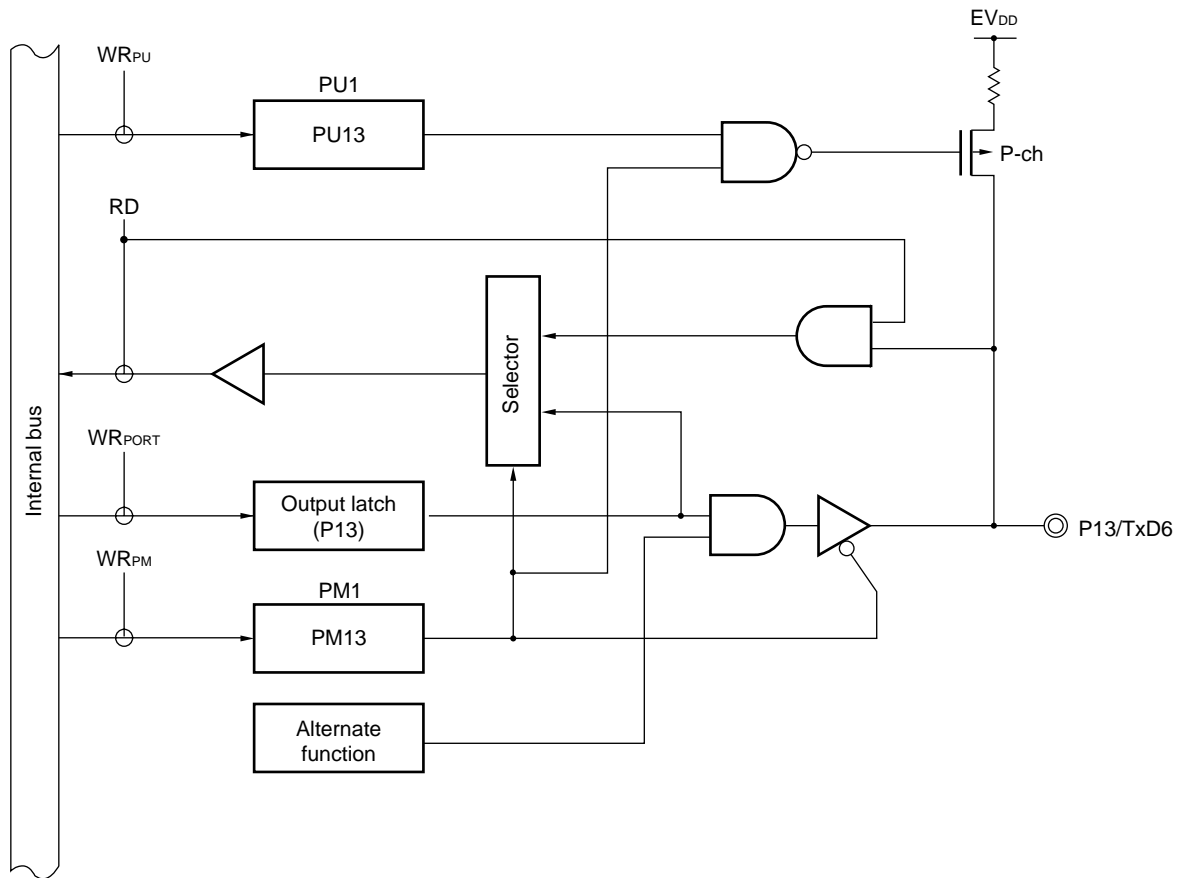 EVDD
WRPU
PU1
PU13
P-ch
RD
Selector
Internal bus
WRPORT
Output latch
(P13)
P13/TxD6
WRPM
PM1
PM13
Alternate
function